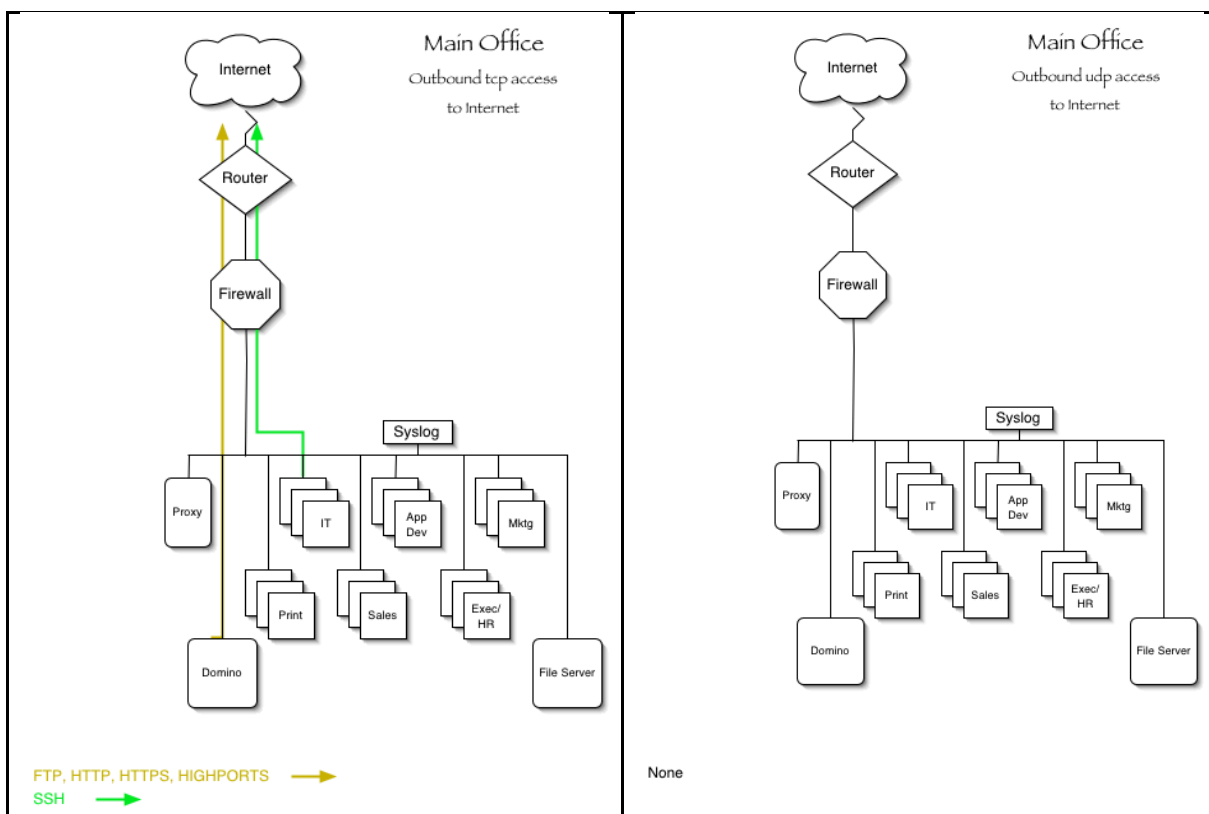 Main Office
Outbound tcp access
to Internet
Internet
Router
Firewall
Syslog
Proxy
IT
App
Dev
Mktg
Print
Sales
Exec/
HR
Domino
File Server
FTP, HTTP, HTTPS, HIGHPORTS
SSH
Main Office
Outbound udp access
to Internet
Internet
Router
Firewall
Syslog
Proxy
IT
App
Dev
Mktg
Print
Sales
Exec/
HR
Domino
File Server
None